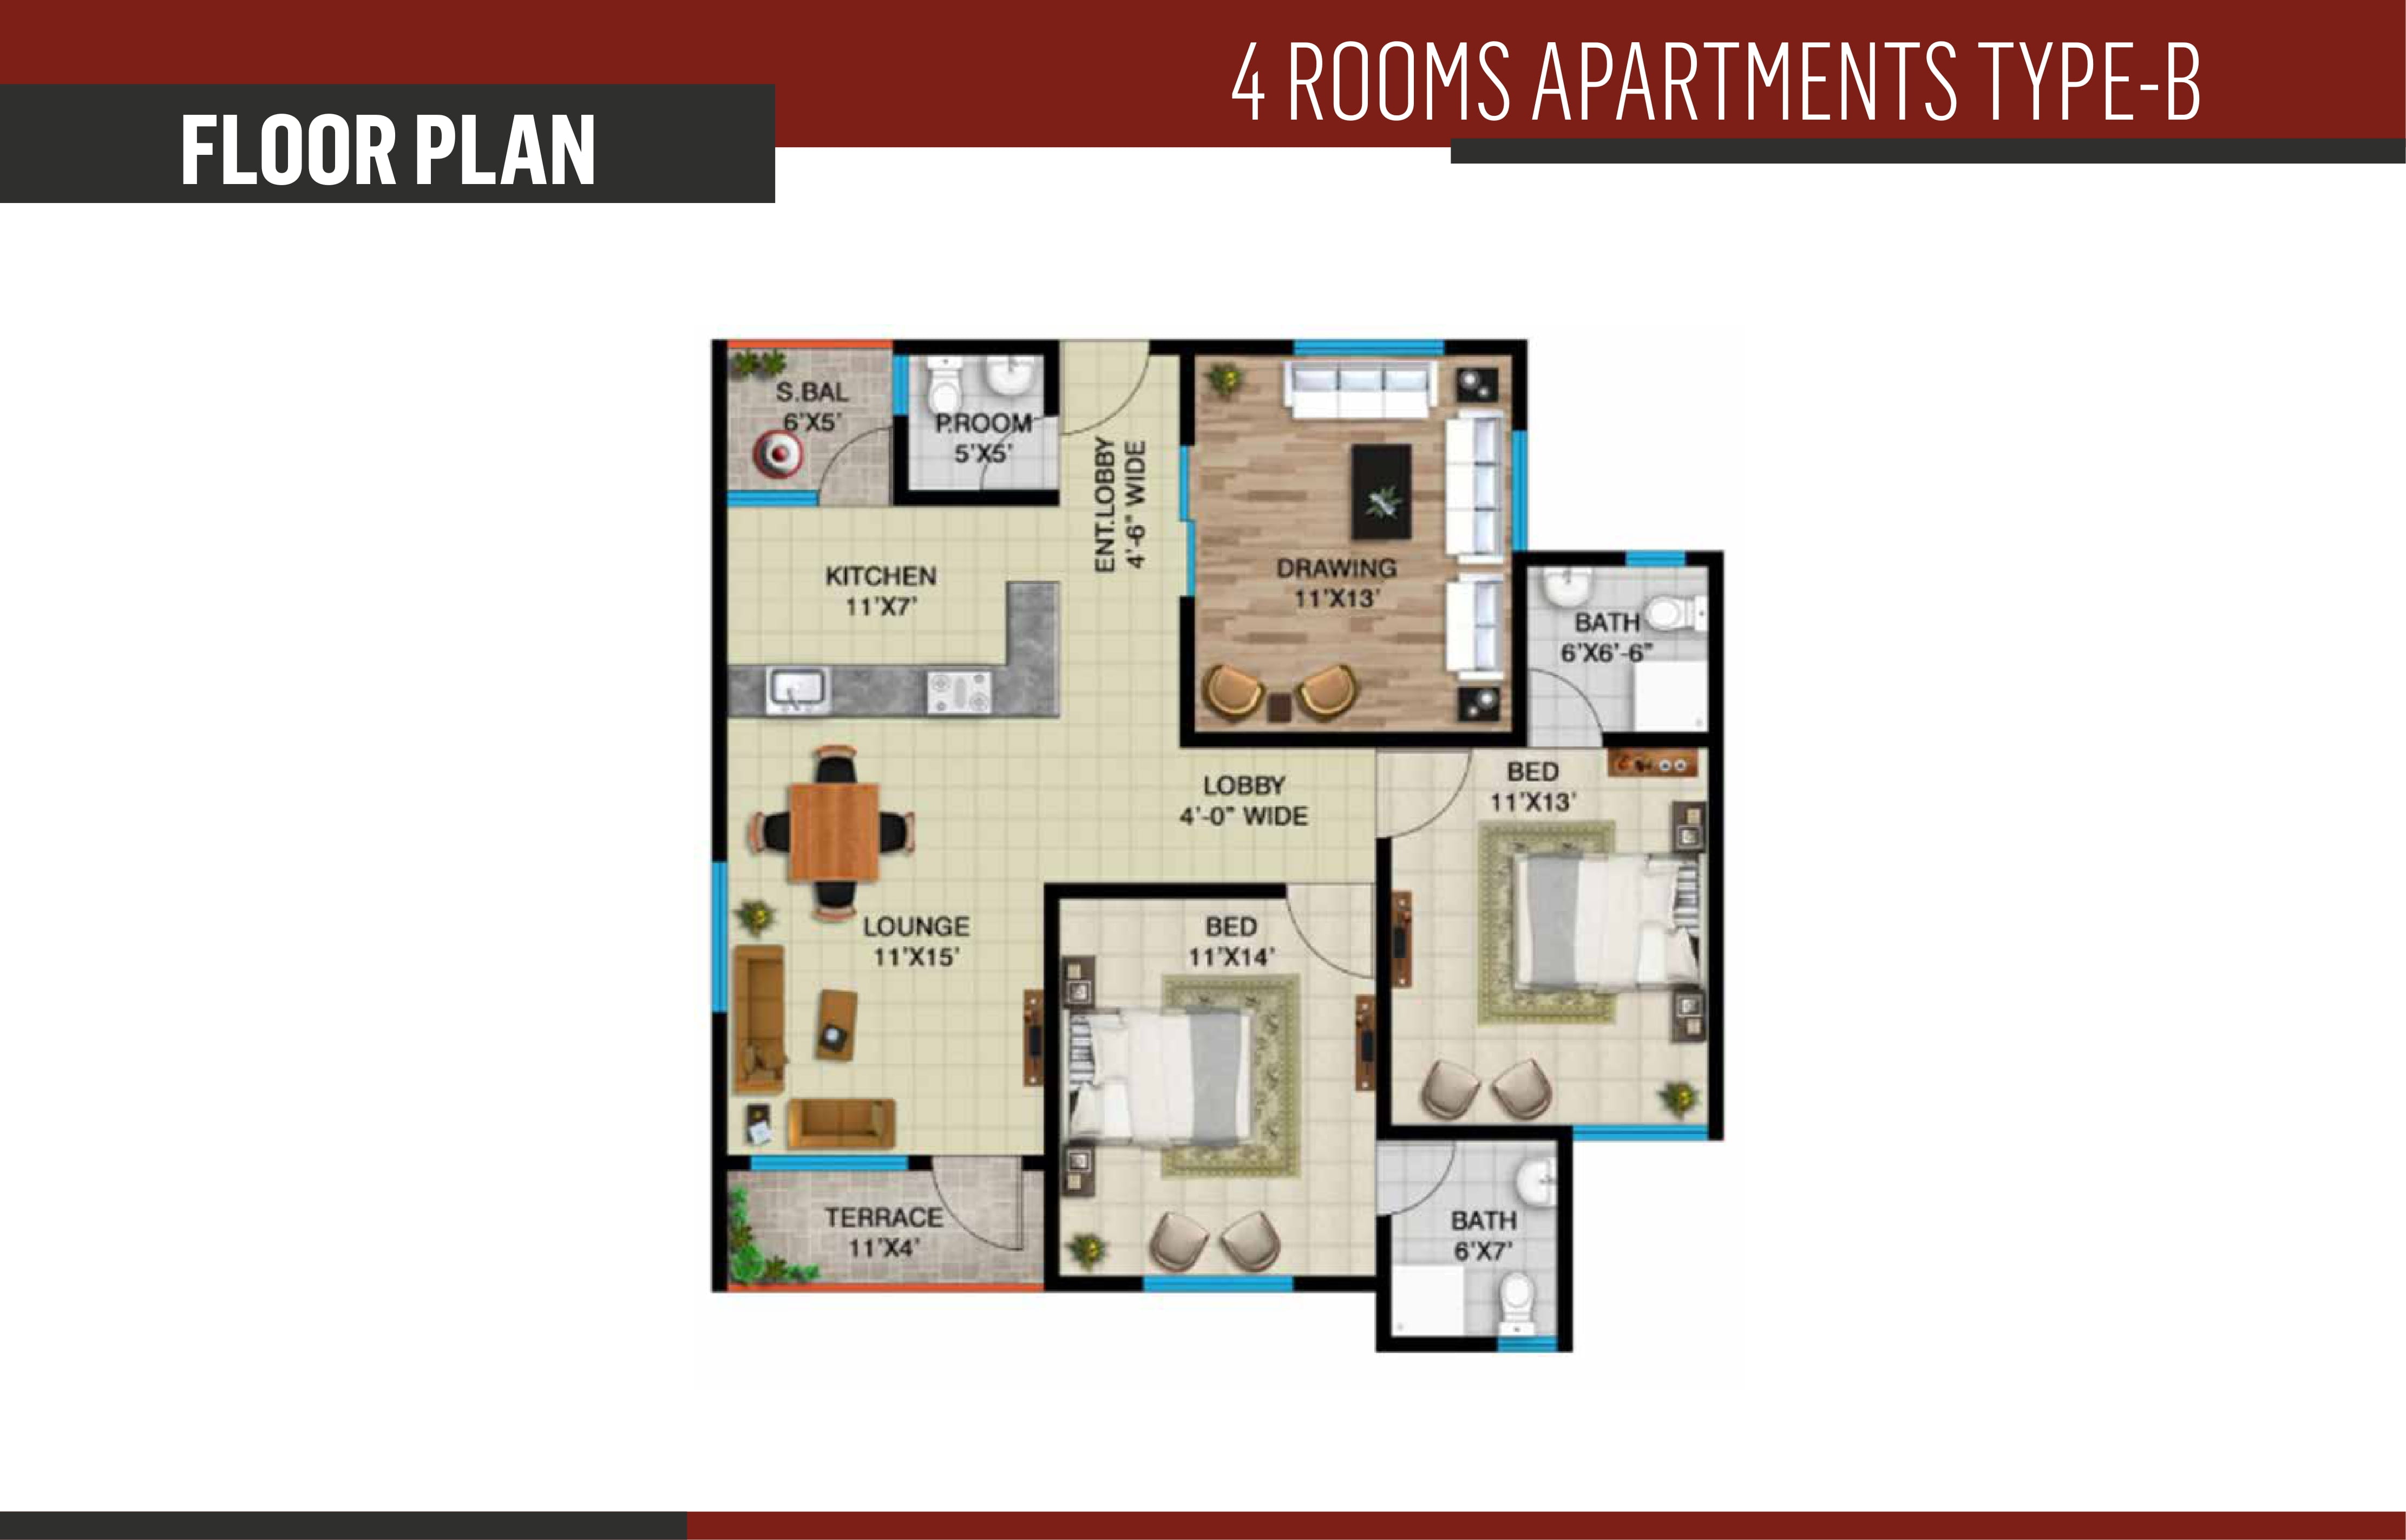 4 ROOMS APARTMENTS TYPE-B
FLOOR PLAN
S.BAL
6'X5'
P.ROOM
5'X5'
ENT.LOBBY
4'-6" WIDE
KITCHEN
11'X7'
DRAWING
11'X13'
BATH
6'X6'-6"
LOBBY
4'-0" WIDE
BED
11'X13'
LOUNGE
11'X15'
BED
11'X14'
TERRACE
11'X4'
BATH
6'X7'